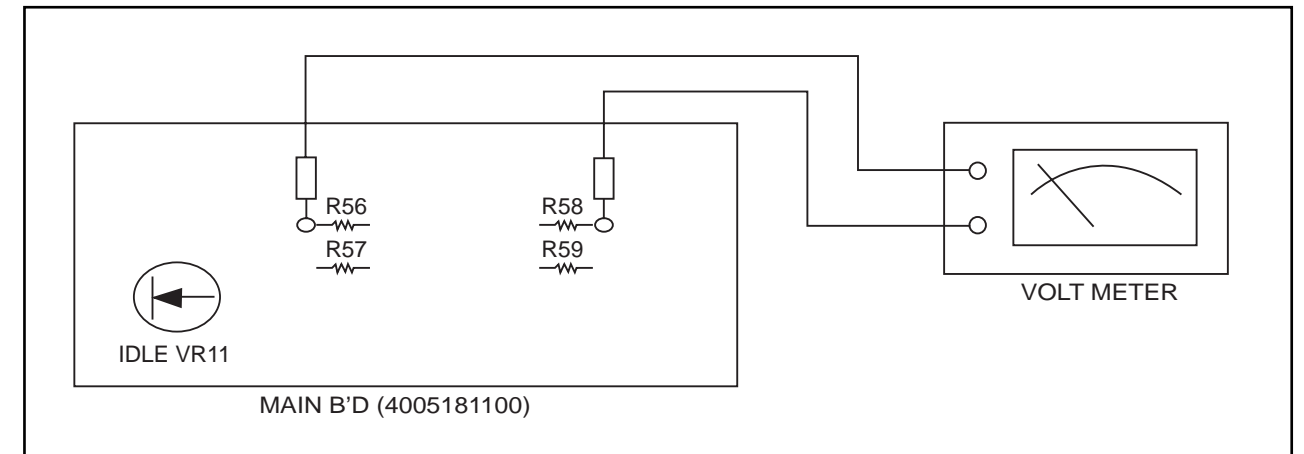 R56
R58
R57
R59
IDLE VR11
VOLT METER
MAIN B’D (4005181100)